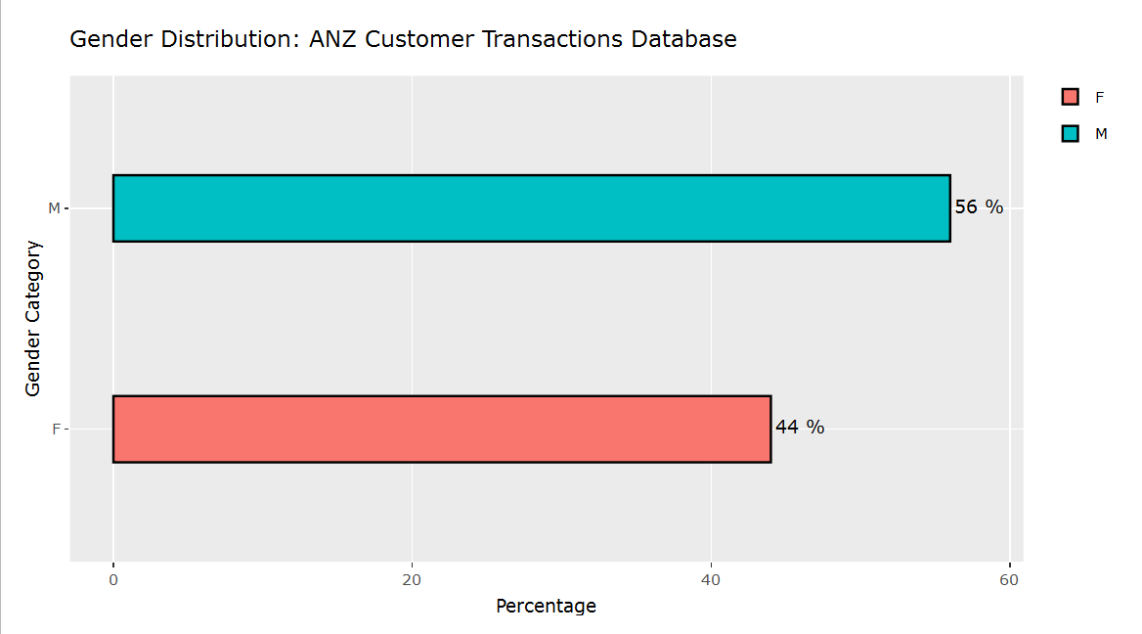 Gender Distribution: ANZ Customer Transactions Database
F
M
Gender Category
M
56 %
F
44 %
0 20 40 60
Percentage